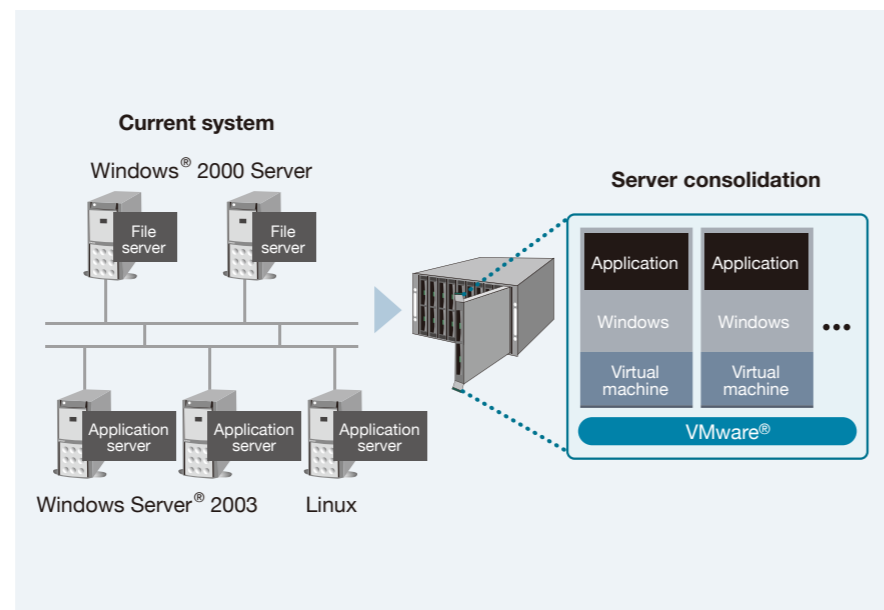 Current system
Windows® 2000 Server
File
server
File
server
Application
server
Application
server
Application
server
Windows Server® 2003
Linux
Server consolidation
Application
Application
Windows
Windows
•••
Virtual
machine
Virtual
machine
VMware®